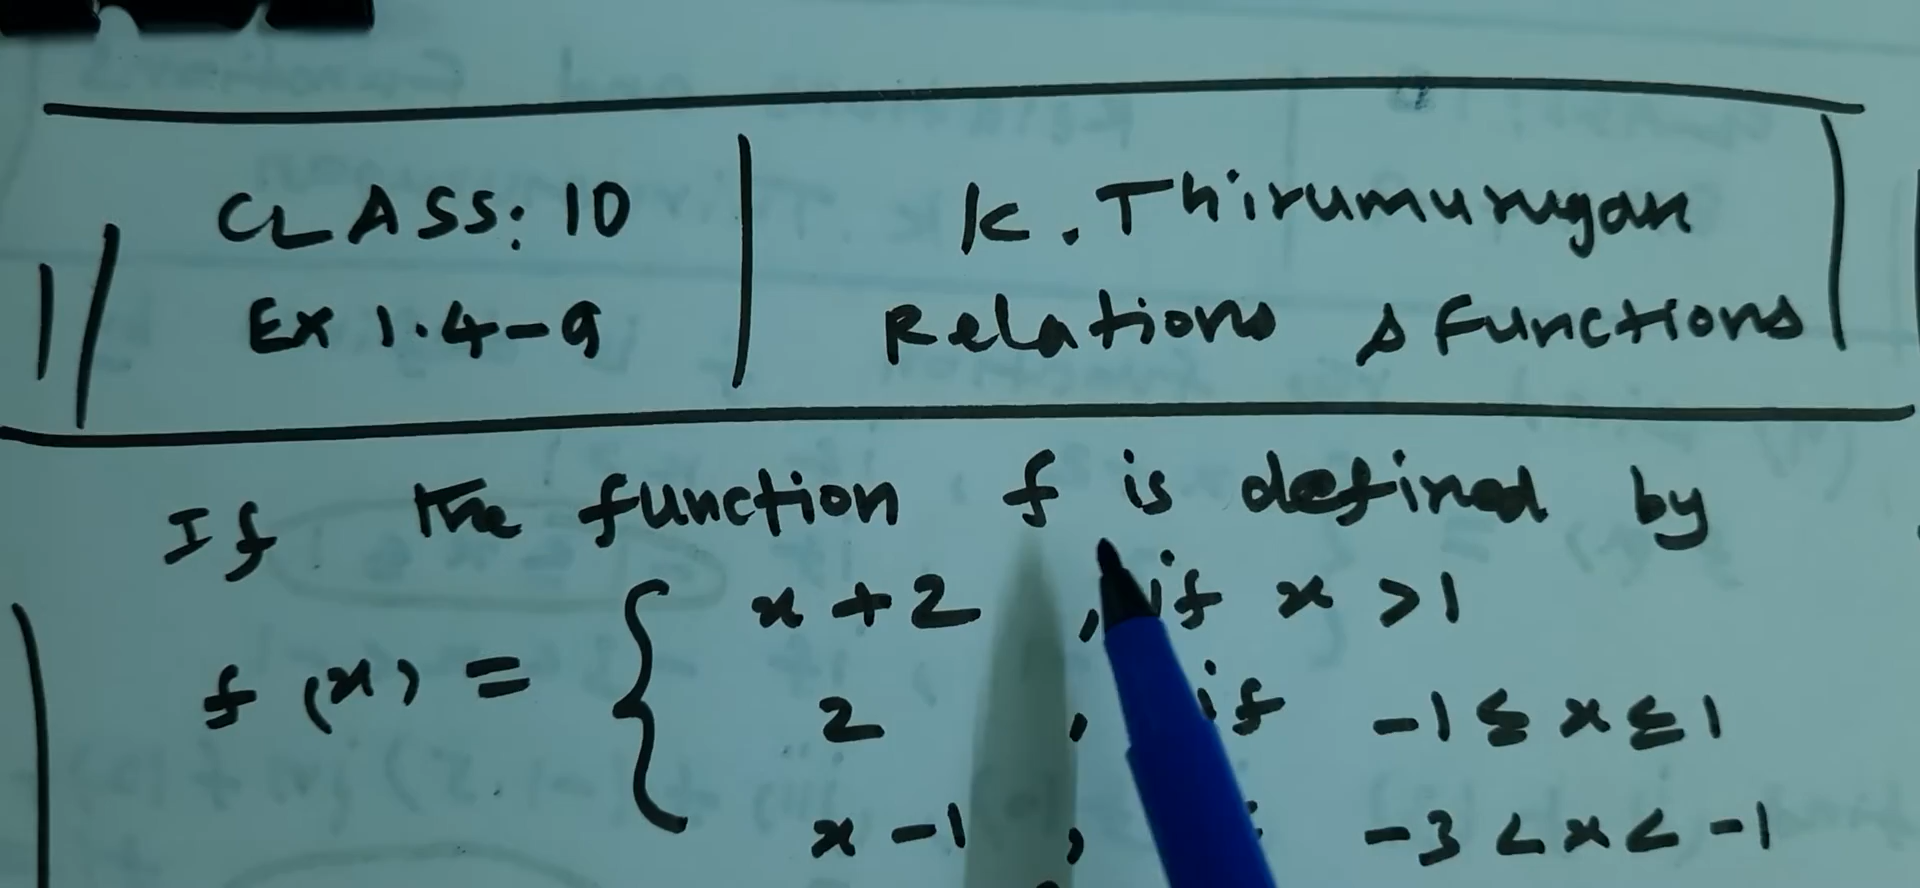 CLASS: 10
Ex 1.4-9
K. Thirumurugan
Relations & Functions
If the function f is defined by
x + 2 , if x > 1
f (x) = { 2 , if -1 ≤ x ≤ 1
x - 1 , -3 < x < -1